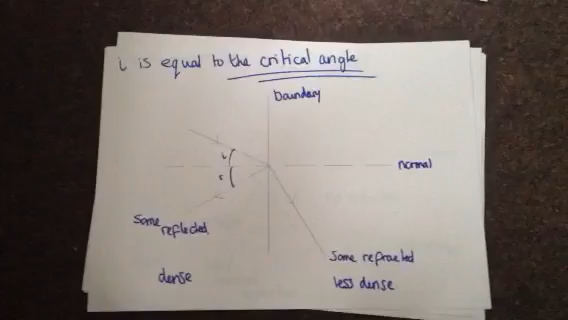 i is equal to the critical angle
boundary
i
normal
r
Some reflected
Some refracted
dense
less dense